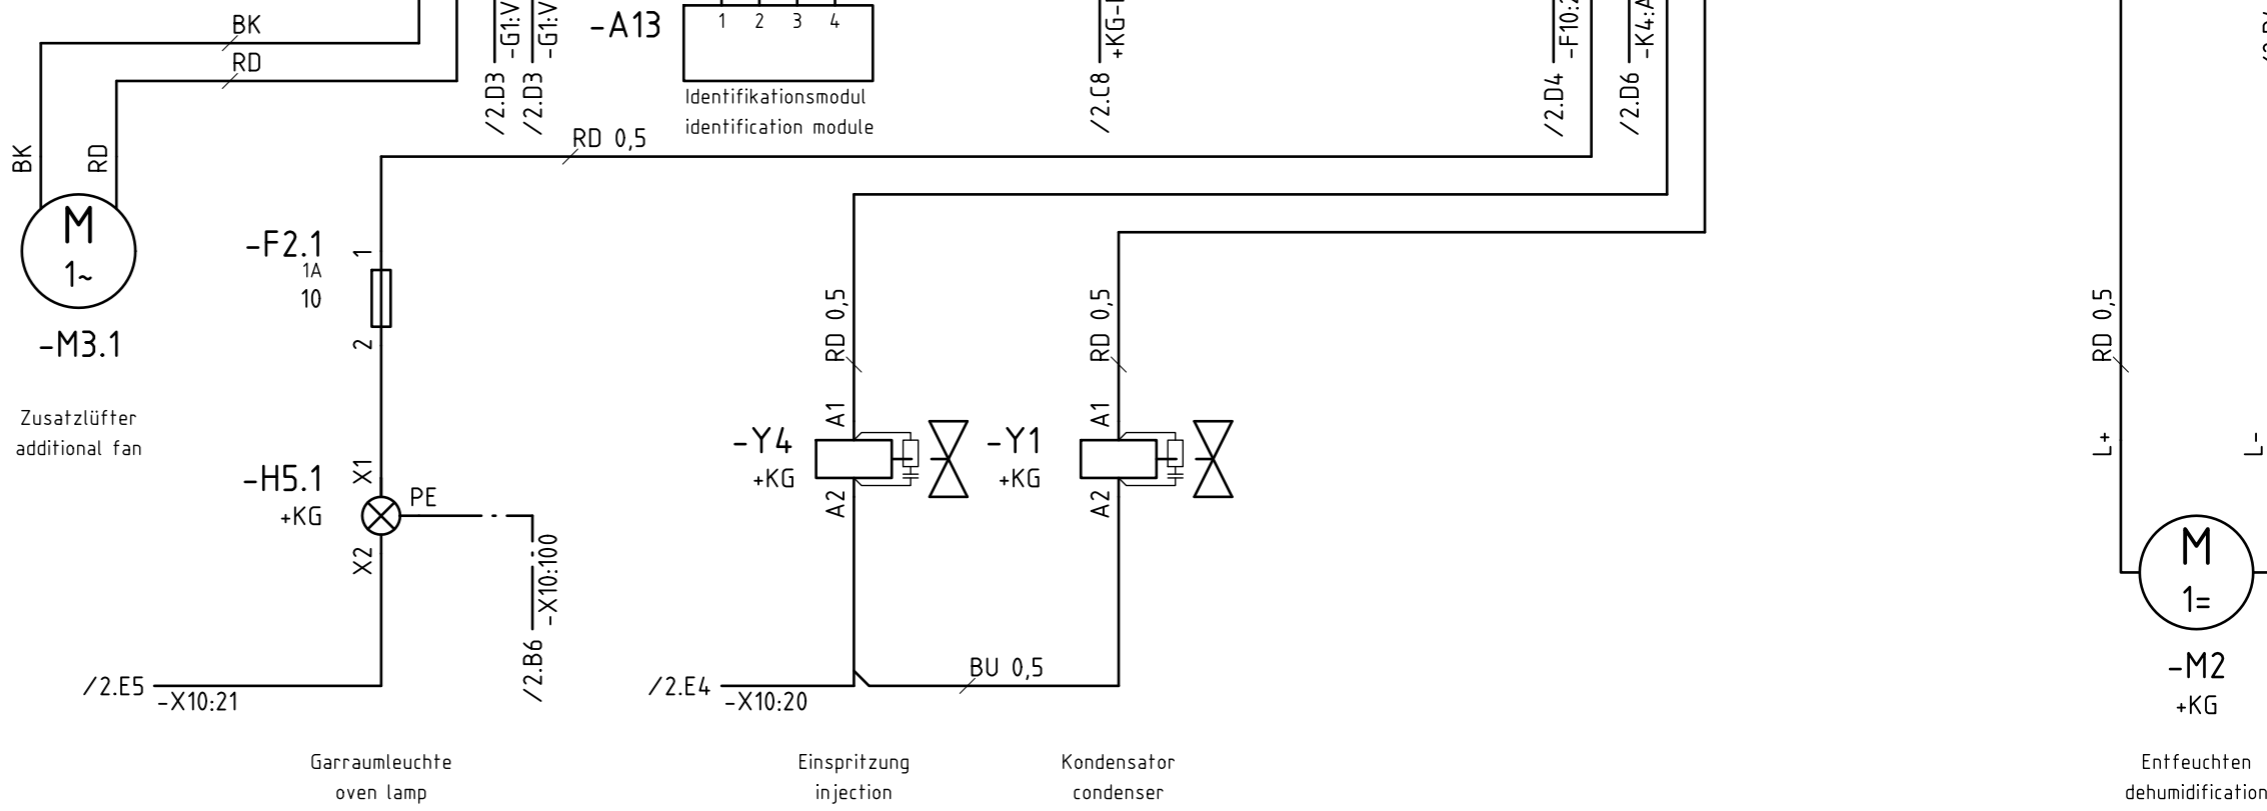 BK
RD
BK
RD
M
1~
-M3.1
Zusatzlüfter
additional fan
/2.D3
-G1:V
/2.D3
-G1:V
-A13
1 2 3 4
Identifikationsmodul
identification module
/2.C8
/2.D4
/2.D6
-K4:A
RD 0,5
-F2.1
1A
10
1
2
-H5.1
+KG
X1
X2
PE
-X10:100
/2.B6
/2.E5
-X10:21
Garraumleuchte
oven lamp
RD 0,5
A1
-Y4
+KG
A2
/2.E4
-X10:20
Einspritzung
injection
RD 0,5
A1
-Y1
+KG
A2
BU 0,5
Kondensator
condenser
RD 0,5
L+
L-
M
1=
-M2
+KG
Entfeuchten
dehumidification